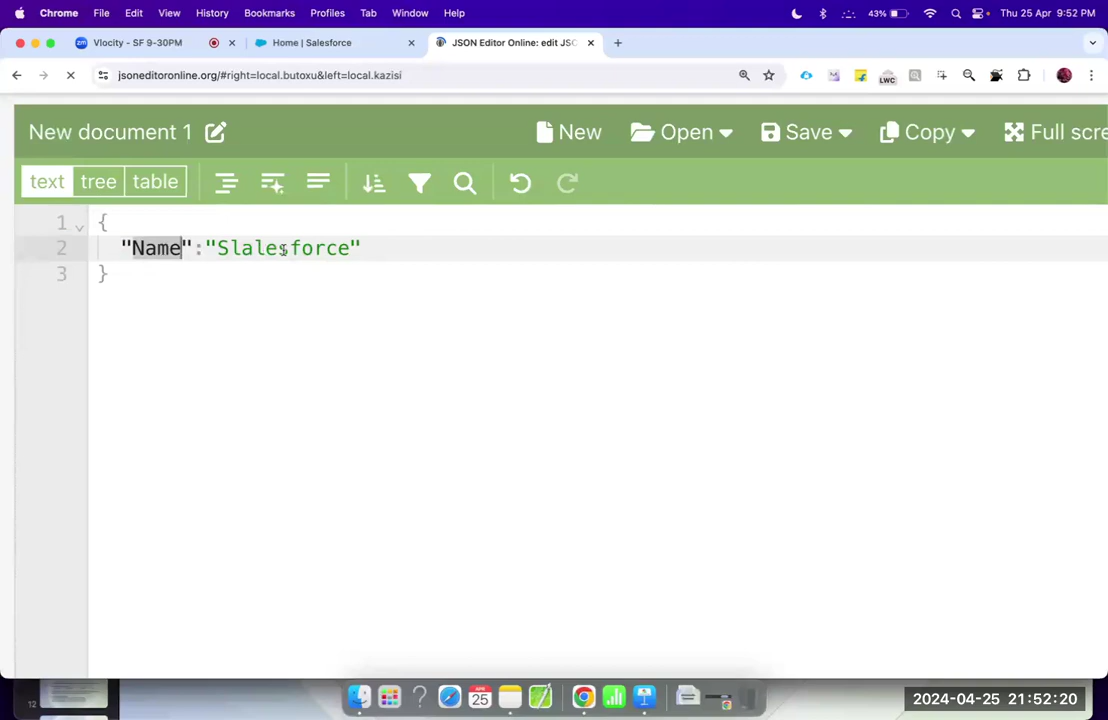 Chrome File Edit View History Bookmarks Profiles Tab Window Help 43% Thu 25 Apr 9:52 PM
Vlocity - SF 9-30PM Home | Salesforce JSON Editor Online: edit JSC
jsoneditoronline.org/#right=local.butoxu&left=local.kazisi LWC
New document 1 New Open Save Copy Full scre
text tree table
1 {
2 "Name":"Slalesforce"
3 }
12
2024-04-25 21:52:20